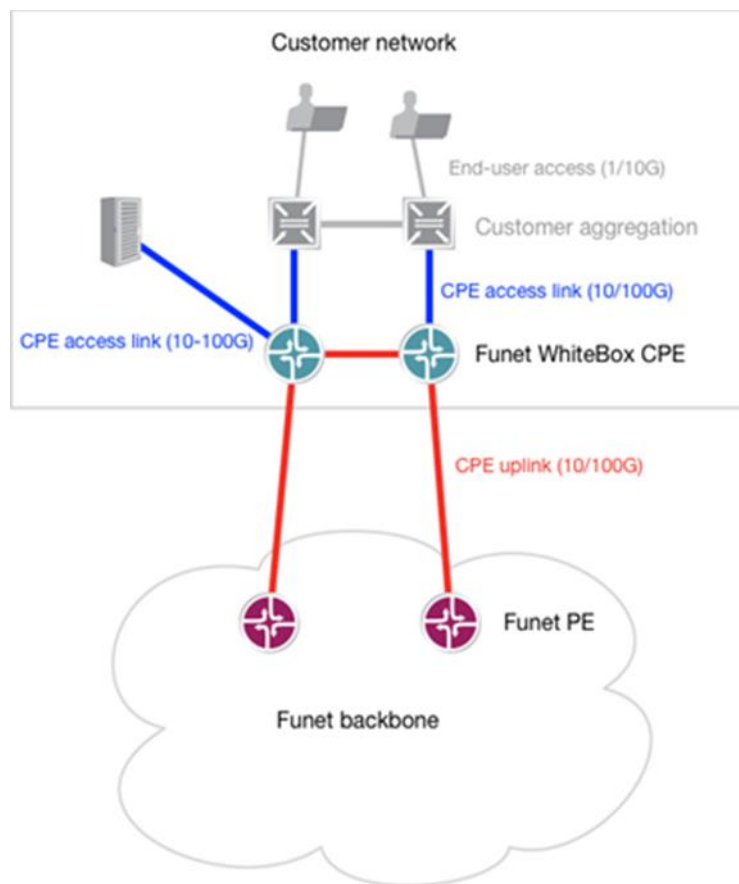 Customer network
End-user access (1/10G)
Customer aggregation
CPE access link (10/100G)
CPE access link (10-100G)
Funet WhiteBox CPE
CPE uplink (10/100G)
Funet PE
Funet backbone